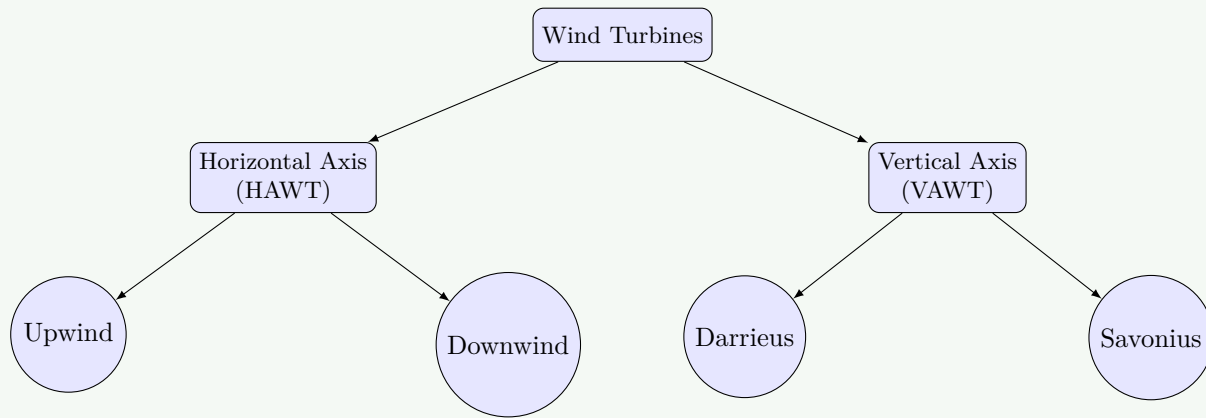 Wind Turbines
Horizontal Axis
(HAWT)
Vertical Axis
(VAWT)
Upwind
Downwind
Darrieus
Savonius